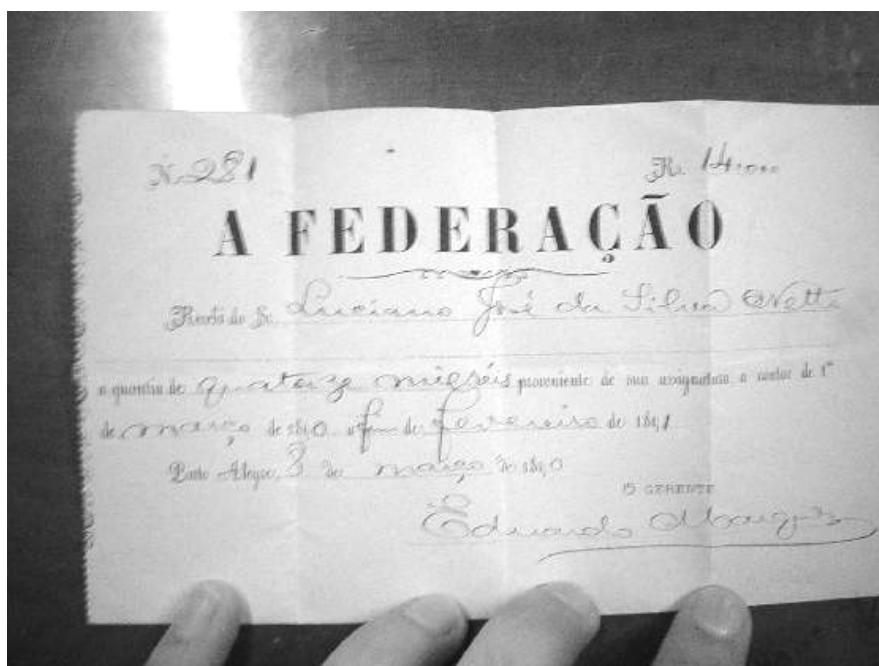 N. 281 Rs. 14:000
A FEDERAÇÃO
Recebi do Sr. Luciano José da Silva Netto
a quantia de quatorze milreis proveniente de sua assignatura a contar de 1º
de março de 1890 a fim de fevereiro de 1891
Porto Alegre, 3 de março de 1890
O GERENTE
Eduardo Marques